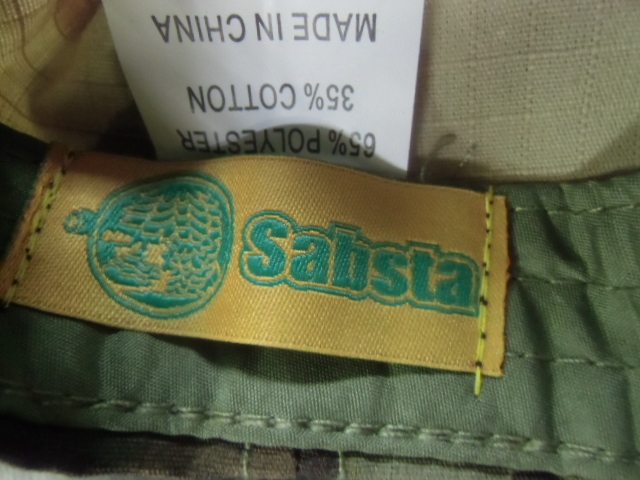 65% POLYESTER
35% COTTON
MADE IN CHINA
Sabsta